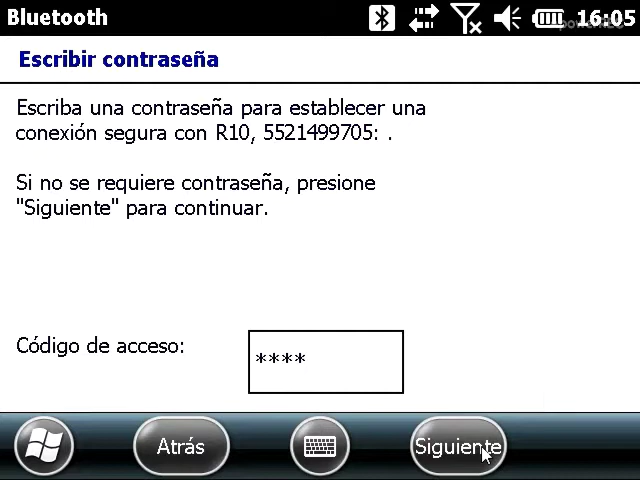 Bluetooth
16:05
Escribir contraseña
Escriba una contraseña para establecer una
conexión segura con R10, 5521499705: .
Si no se requiere contraseña, presione
"Siguiente" para continuar.
Código de acceso:
****
Atrás
Siguiente